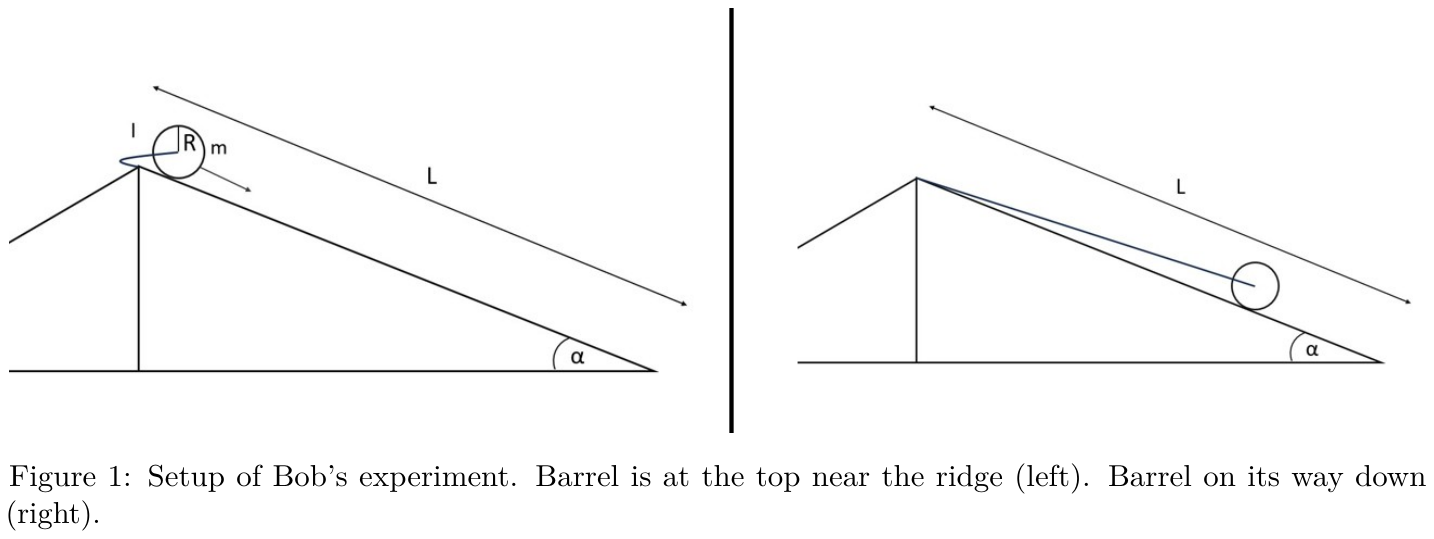 l
R
m
L
α
L
α
Figure 1: Setup of Bob's experiment. Barrel is at the top near the ridge (left). Barrel on its way down
(right).